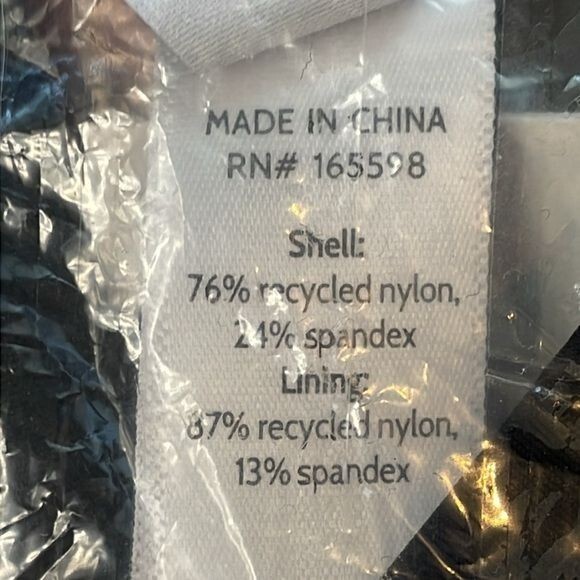 MADE IN CHINA
RN# 165598
Shell:
76% recycled nylon,
24% spandex
Lining:
87% recycled nylon,
13% spandex